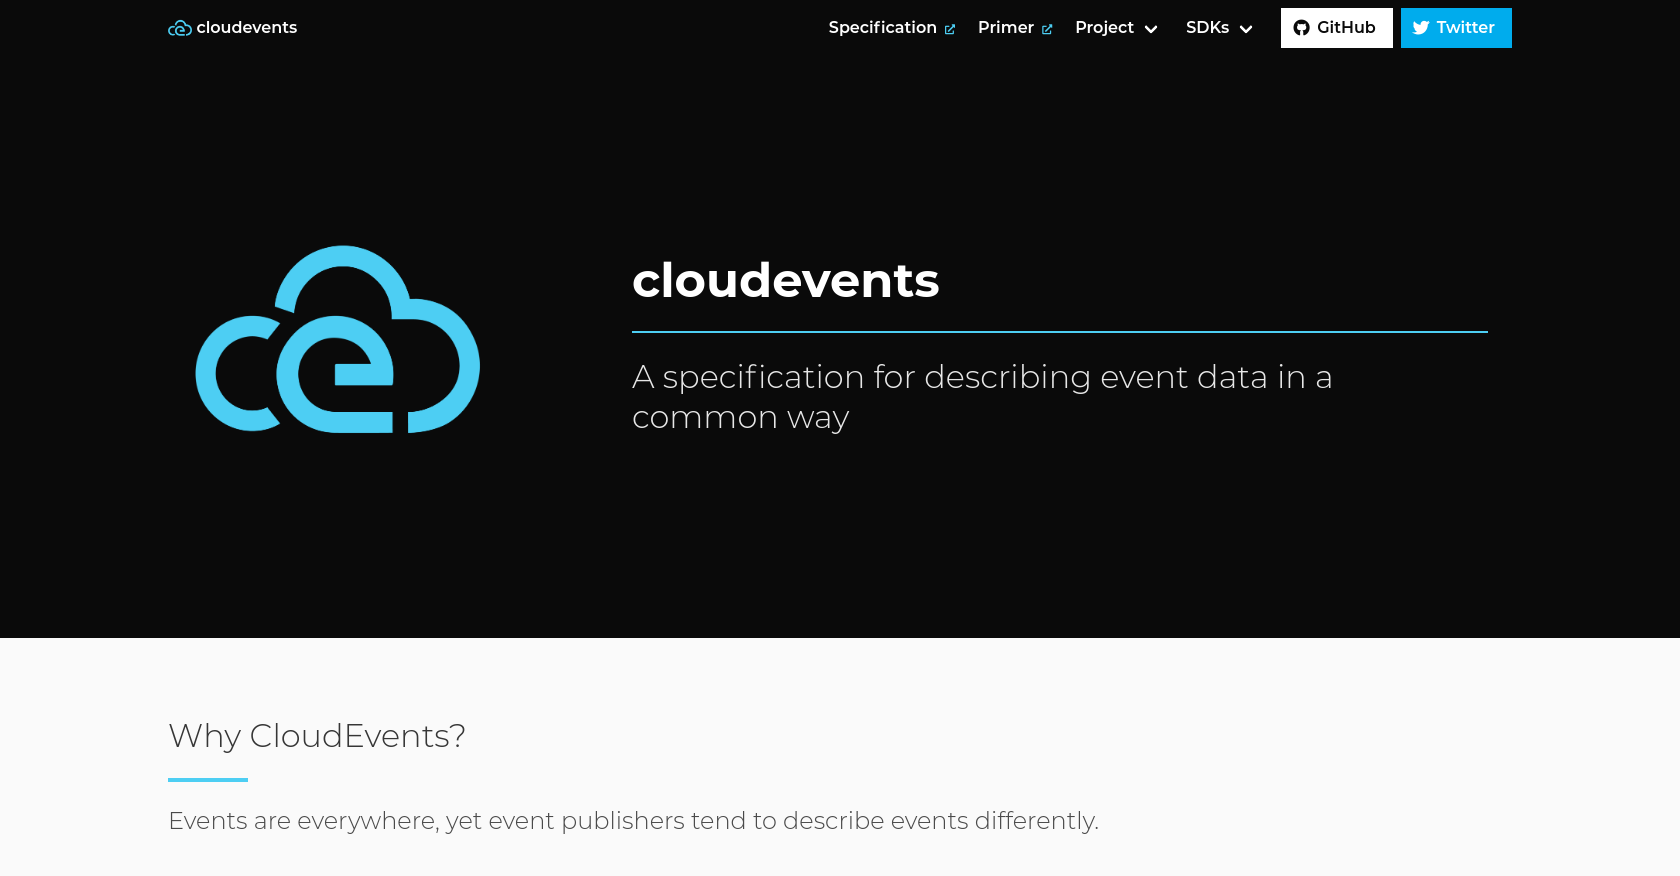 cloudevents
Specification
Primer
Project
SDKs
GitHub
Twitter
cloudevents
A specification for describing event data in a
common way
Why CloudEvents?
Events are everywhere, yet event publishers tend to describe events differently.